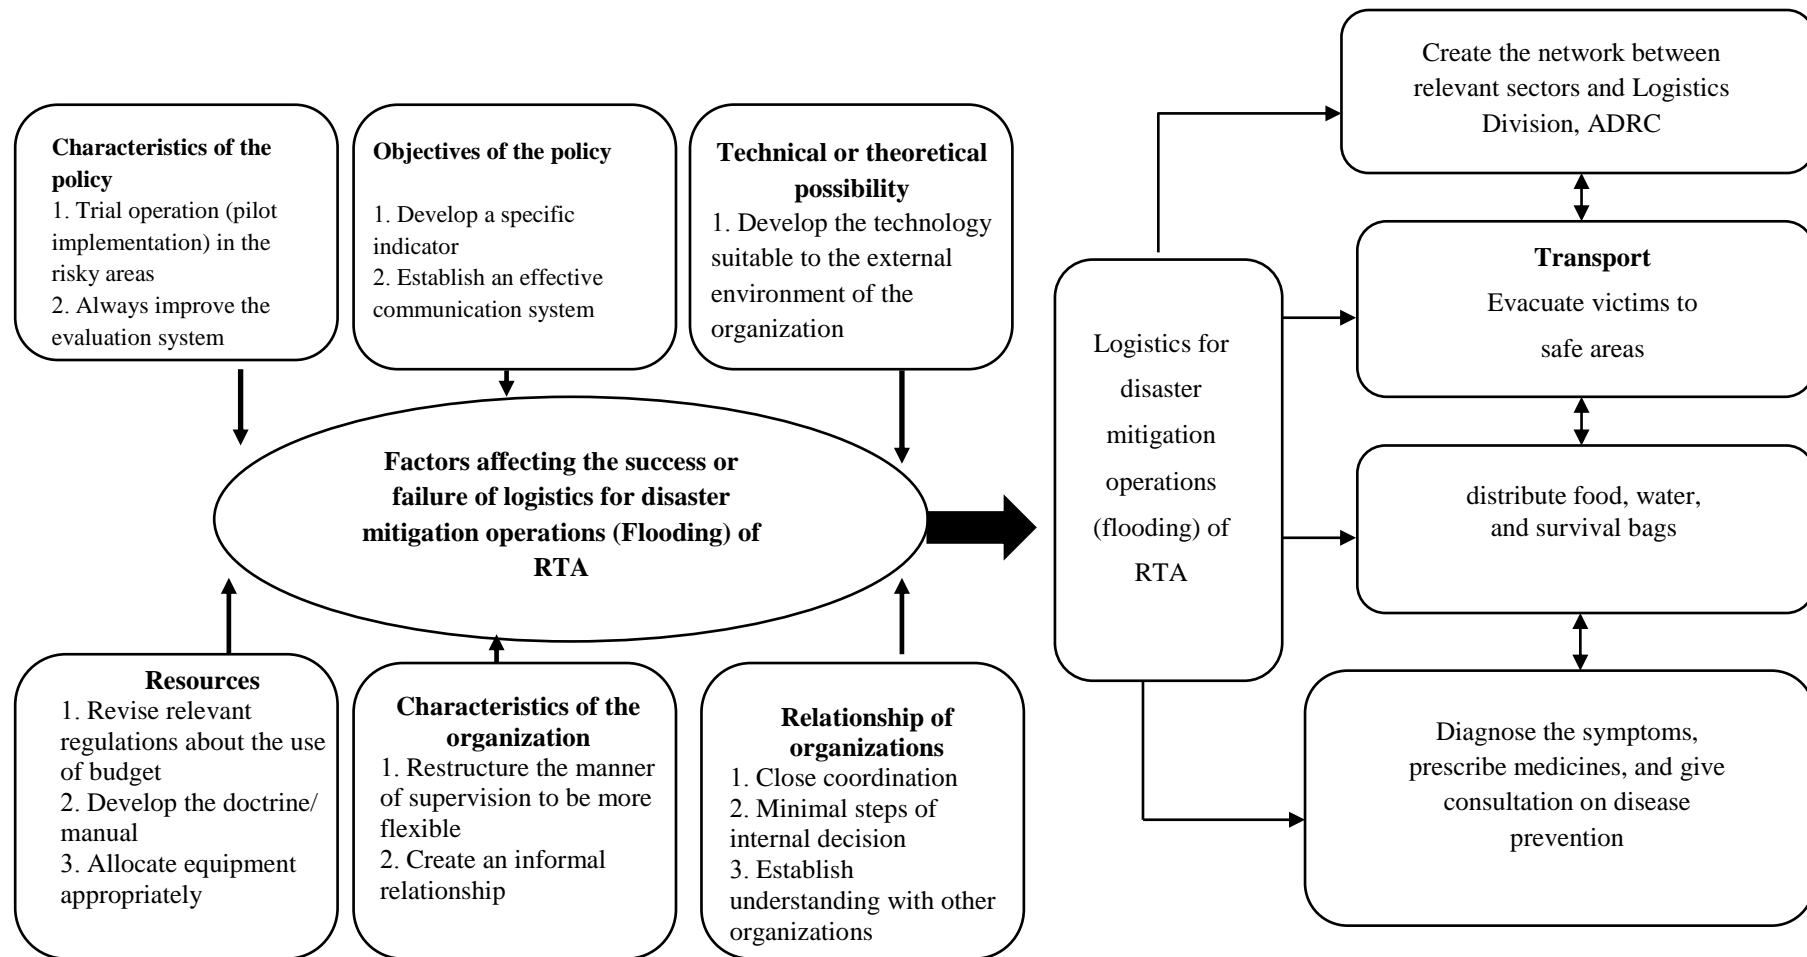 Characteristics of the
policy
1. Trial operation (pilot
implementation) in the
risky areas
2. Always improve the
evaluation system
Objectives of the policy
1. Develop a specific
indicator
2. Establish an effective
communication system
Technical or theoretical
possibility
1. Develop the technology
suitable to the external
environment of the
organization
Factors affecting the success or
failure of logistics for disaster
mitigation operations (Flooding) of
RTA
Resources
1. Revise relevant
regulations about the use
of budget
2. Develop the doctrine/
manual
3. Allocate equipment
appropriately
Characteristics of the
organization
1. Restructure the manner
of supervision to be more
flexible
2. Create an informal
relationship
Relationship of
organizations
1. Close coordination
2. Minimal steps of
internal decision
3. Establish
understanding with other
organizations
Logistics for
disaster
mitigation
operations
(flooding) of
RTA
Create the network between
relevant sectors and Logistics
Division, ADRC
Transport
Evacuate victims to
safe areas
distribute food, water,
and survival bags
Diagnose the symptoms,
prescribe medicines, and give
consultation on disease
prevention